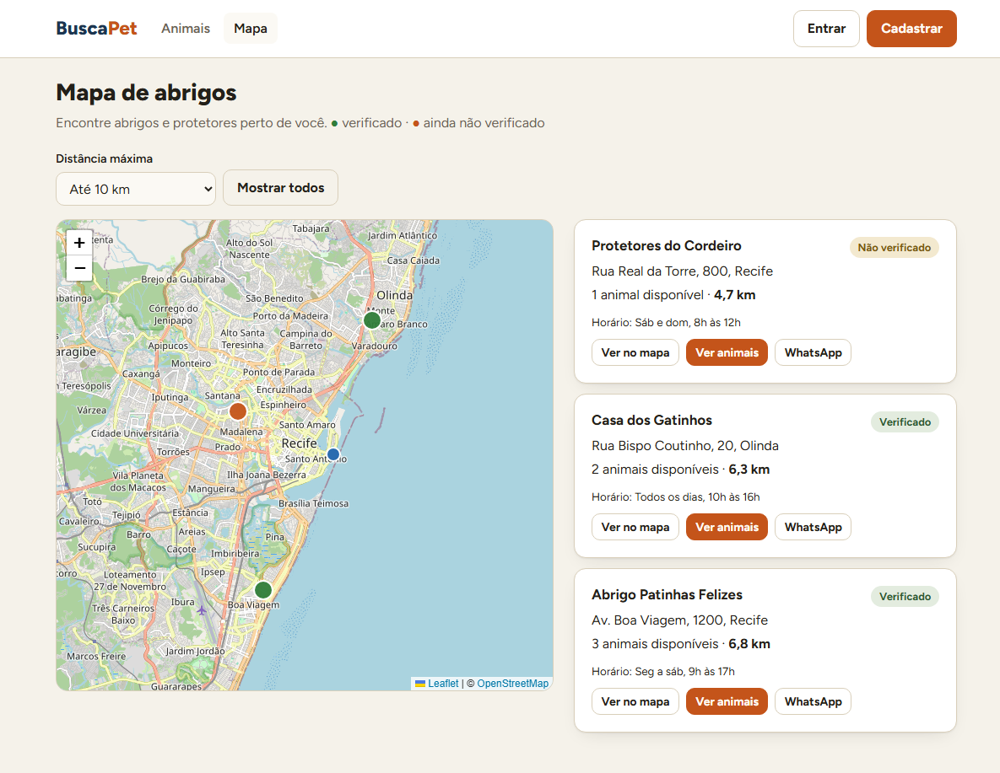 BuscaPet
Animais
Mapa
Entrar
Cadastrar
Mapa de abrigos
Encontre abrigos e protetores perto de você. ● verificado · ● ainda não verificado
Distância máxima
Até 10 km
Mostrar todos
+
−
Tabajara
Jardim Atlântico
Alto do Sol
Nascente
Casa Caiada
Brejo da Guabiraba
São Benedito
Olinda
Córrego do
Jenipapo
Porto da Madeira
Monte
Alto Santa
Teresinha
Campina do
Barreto
Varadouro
Apipucos
Monteiro
Caxangá
Ponto de Parada
Encruzilhada
Iputinga
Santana
Espinheiro
Várzea
Santo Amaro
Cidade Universitária
Madalena
Recife
Prado
Torrões
Ilha Joana Bezerra
Vila Planeta
dos Macacos
Mangueira
Totó
Brasília Teimosa
Tejipió
Estância
Cavaleiro
Barro
Areias
Pina
Sucupira
Caçote
Imbiribeira
Ipsep
Loteamento
27 de Novembro
Ibura
Boa Viagem
Três Carneiros
Baixo
Marcos Freire
Jardim Jordão
Guararapes
Leaflet | © OpenStreetMap
Protetores do Cordeiro
Não verificado
Rua Real da Torre, 800, Recife
1 animal disponível · 4,7 km
Horário: Sáb e dom, 8h às 12h
Ver no mapa
Ver animais
WhatsApp
Casa dos Gatinhos
Verificado
Rua Bispo Coutinho, 20, Olinda
2 animais disponíveis · 6,3 km
Horário: Todos os dias, 10h às 16h
Ver no mapa
Ver animais
WhatsApp
Abrigo Patinhas Felizes
Verificado
Av. Boa Viagem, 1200, Recife
3 animais disponíveis · 6,8 km
Horário: Seg a sáb, 9h às 17h
Ver no mapa
Ver animais
WhatsApp